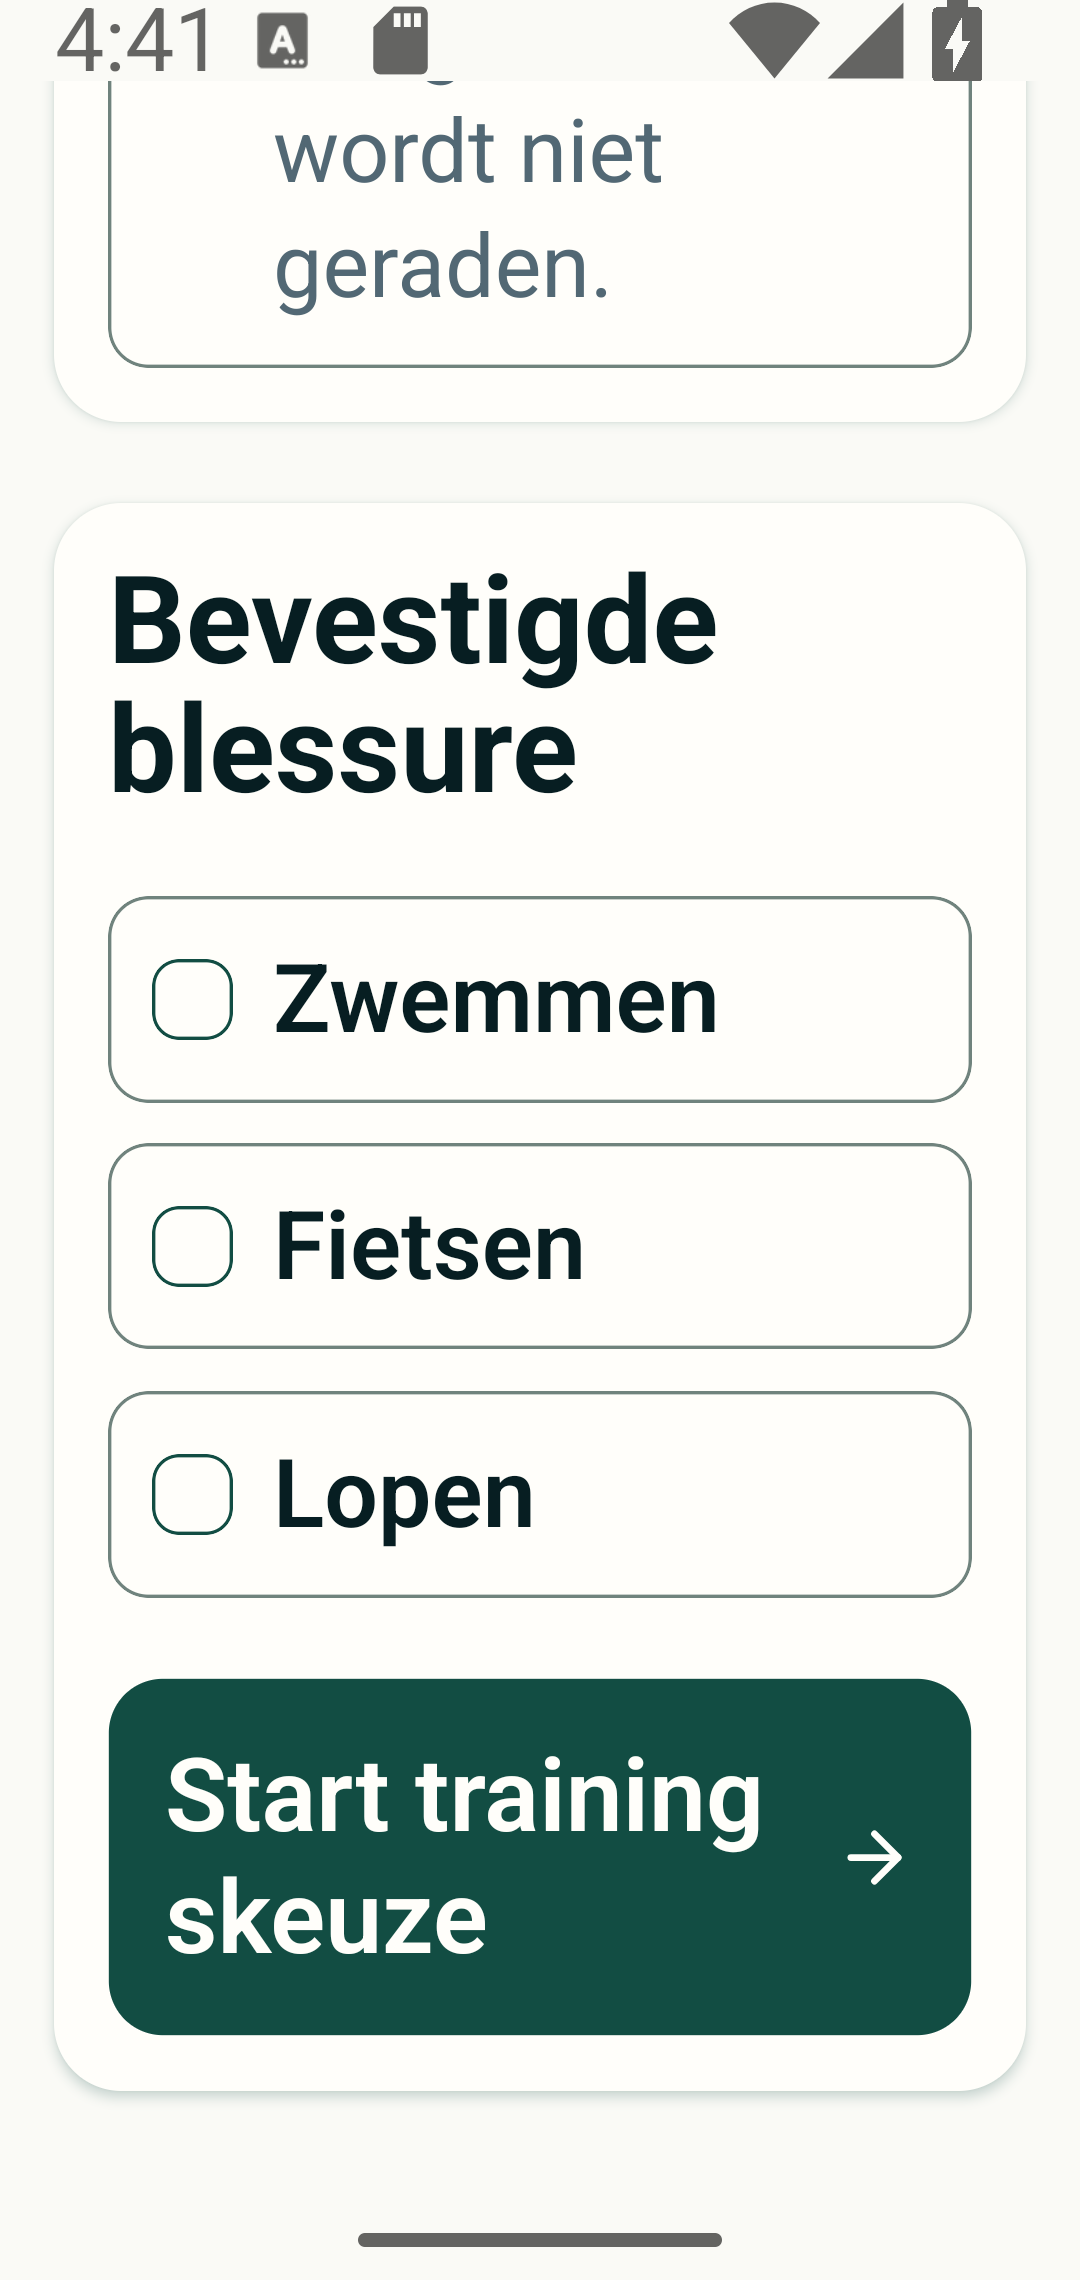 4:41
wordt niet
geraden.
Bevestigde
blessure
Zwemmen
Fietsen
Lopen
Start training
skeuze